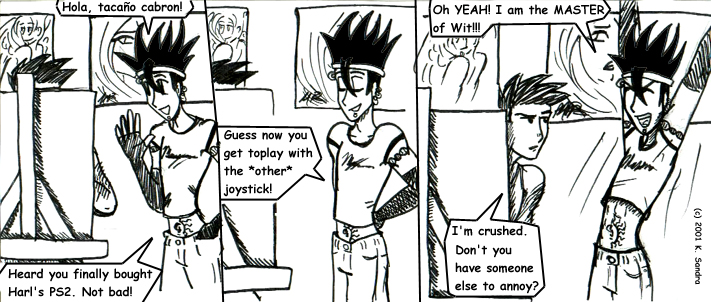 Hola, tacaño cabron!
Heard you finally bought
Harl's PS2. Not bad!
Guess now you
get toplay with
the *other*
joystick!
Oh YEAH! I am the MASTER
of Wit!!!
I'm crushed.
Don't you
have someone
else to annoy?
(c) 2001 K. Sandra